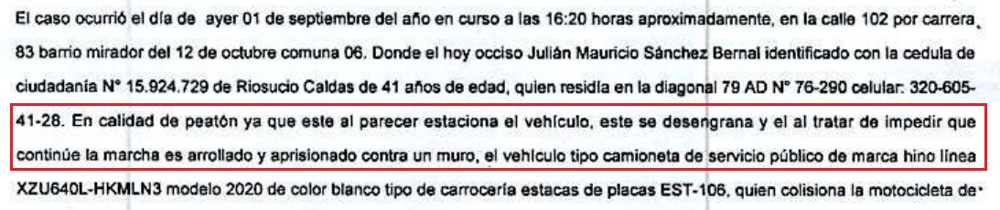 El caso ocurrió el día de ayer 01 de septiembre del año en curso a las 16:20 horas aproximadamente, en la calle 102 por carrera
83 barrio mirador del 12 de octubre comuna 06. Donde el hoy occiso Julián Mauricio Sánchez Bernal identificado con la cedula de
ciudadanía N° 15.924.729 de Riosucio Caldas de 41 años de edad, quien residía en la diagonal 79 AD N° 76-290 celular: 320-605-
41-28. En calidad de peatón ya que este al parecer estaciona el vehículo, este se desengrana y el al tratar de impedir que
continúe la marcha es arrollado y aprisionado contra un muro, el vehículo tipo camioneta de servicio público de marca hino línea
XZU640L-HKMLN3 modelo 2020 de color blanco tipo de carrocería estacas de placas EST-106, quien colisiona la motocicleta de